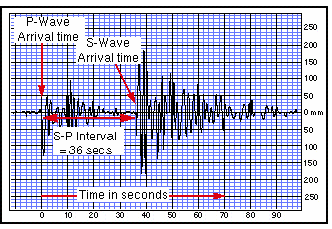 P-Wave
Arrival time
S-Wave
Arrival time
S-P Interval
= 36 secs
Time in seconds
250
200
150
100
50
0 mm
50
100
150
200
250
0 10 20 30 40 50 60 70 80 90